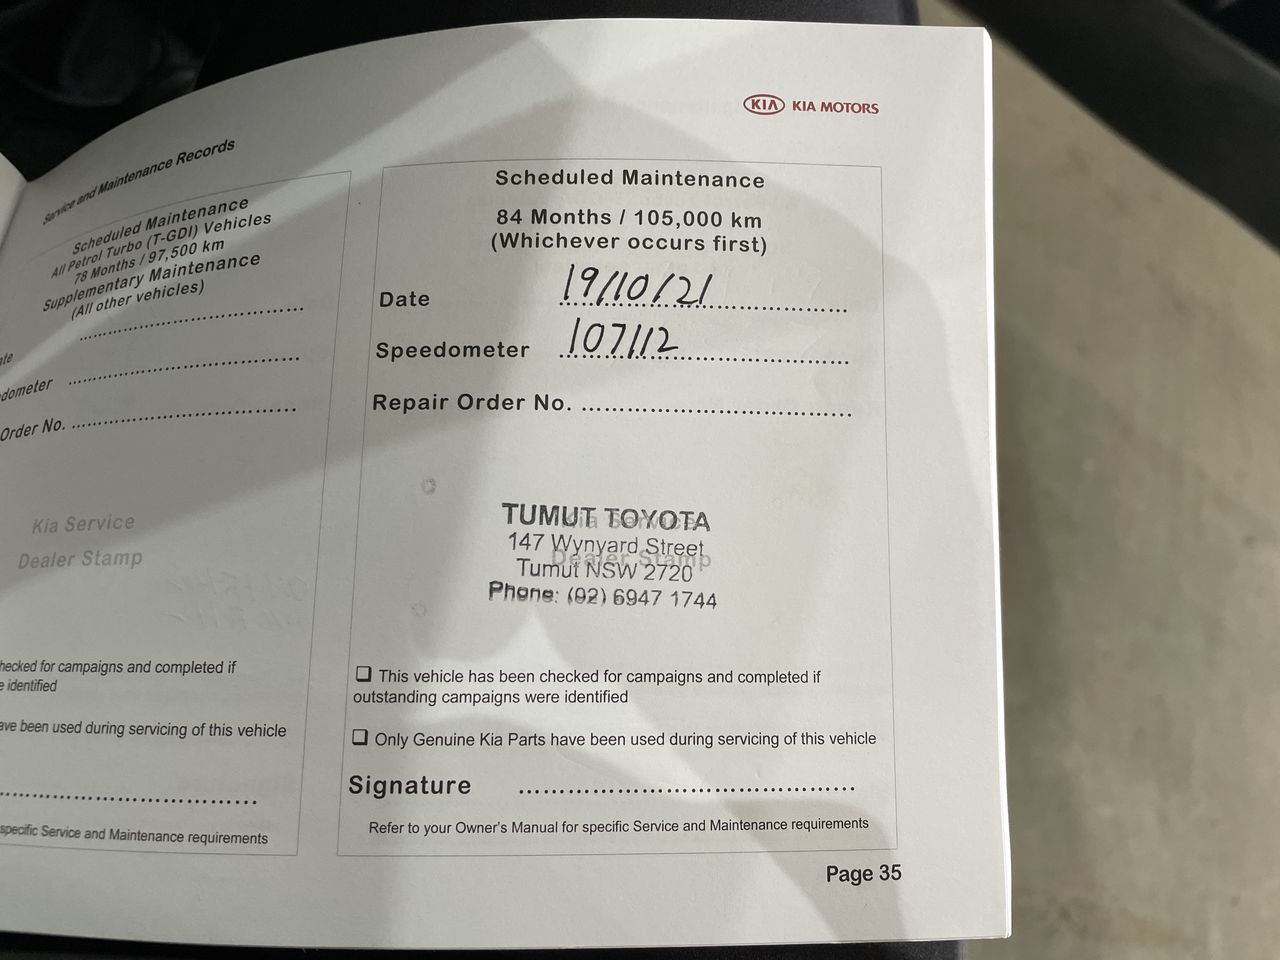 Service and Maintenance Records
Scheduled Maintenance
All Petrol Turbo (T-GDI) Vehicles
78 Months / 97,500 km
Supplementary Maintenance
(All other vehicles)
Order No. ........................................
Kia Service
Dealer Stamp
for campaigns and completed if
identified
been used during servicing of this vehicle
specific Service and Maintenance requirements
KIA KIA MOTORS
Scheduled Maintenance
84 Months / 105,000 km
(Whichever occurs first)
Date 19/10/21
Speedometer 107112
Repair Order No. ........................................
Kia Service
Dealer Stamp
TUMUT TOYOTA
147 Wynyard Street
Tumut NSW 2720
Phone: (02) 6947 1744
❑ This vehicle has been checked for campaigns and completed if
outstanding campaigns were identified
❑ Only Genuine Kia Parts have been used during servicing of this vehicle
Signature ........................................
Refer to your Owner's Manual for specific Service and Maintenance requirements
Page 35